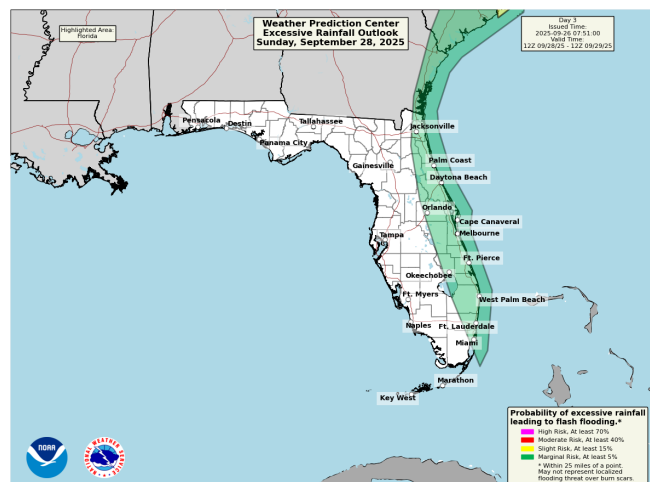 Weather Prediction Center
Excessive Rainfall Outlook
Sunday, September 28, 2025
Highlighted Area:
Florida
Day 3
Issued Time:
2025-09-26 07:51:00
Valid Time:
12Z 09/28/25 - 12Z 09/29/25
Pensacola
Destin
Tallahassee
Panama City
Jacksonville
Gainesville
Palm Coast
Daytona Beach
Orlando
Cape Canaveral
Melbourne
Tampa
Ft. Pierce
Okeechobee
Ft. Myers
West Palm Beach
Naples
Ft. Lauderdale
Miami
Marathon
Key West
Probability of excessive rainfall
leading to flash flooding.*
High Risk, At least 70%
Moderate Risk, At least 40%
Slight Risk, At least 15%
Marginal Risk, At least 5%
* Within 25 miles of a point.
May not represent localized
flooding threat over burn scars.
NOAA
NATIONAL WEATHER SERVICE